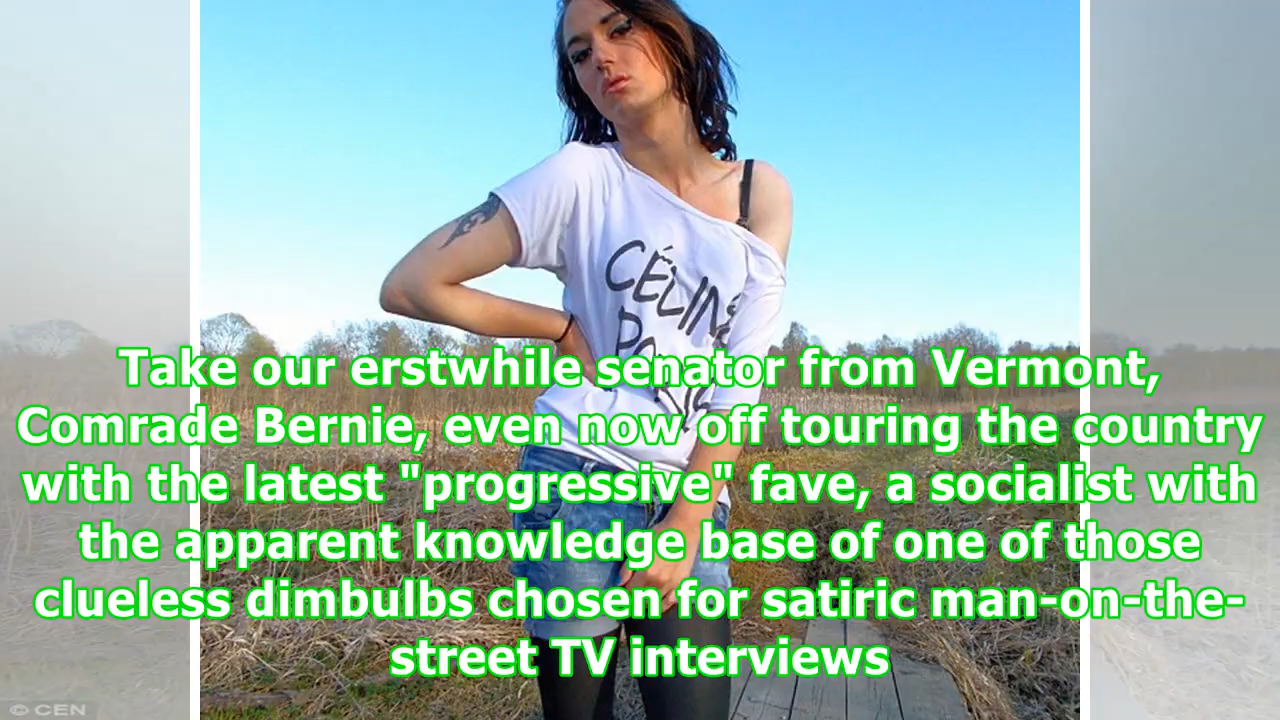 CÉLINE
Take our erstwhile senator from Vermont,
Comrade Bernie, even now off touring the country
with the latest "progressive" fave, a socialist with
the apparent knowledge base of one of those
clueless dimbulbs chosen for satiric man-on-the-
street TV interviews
© CEN